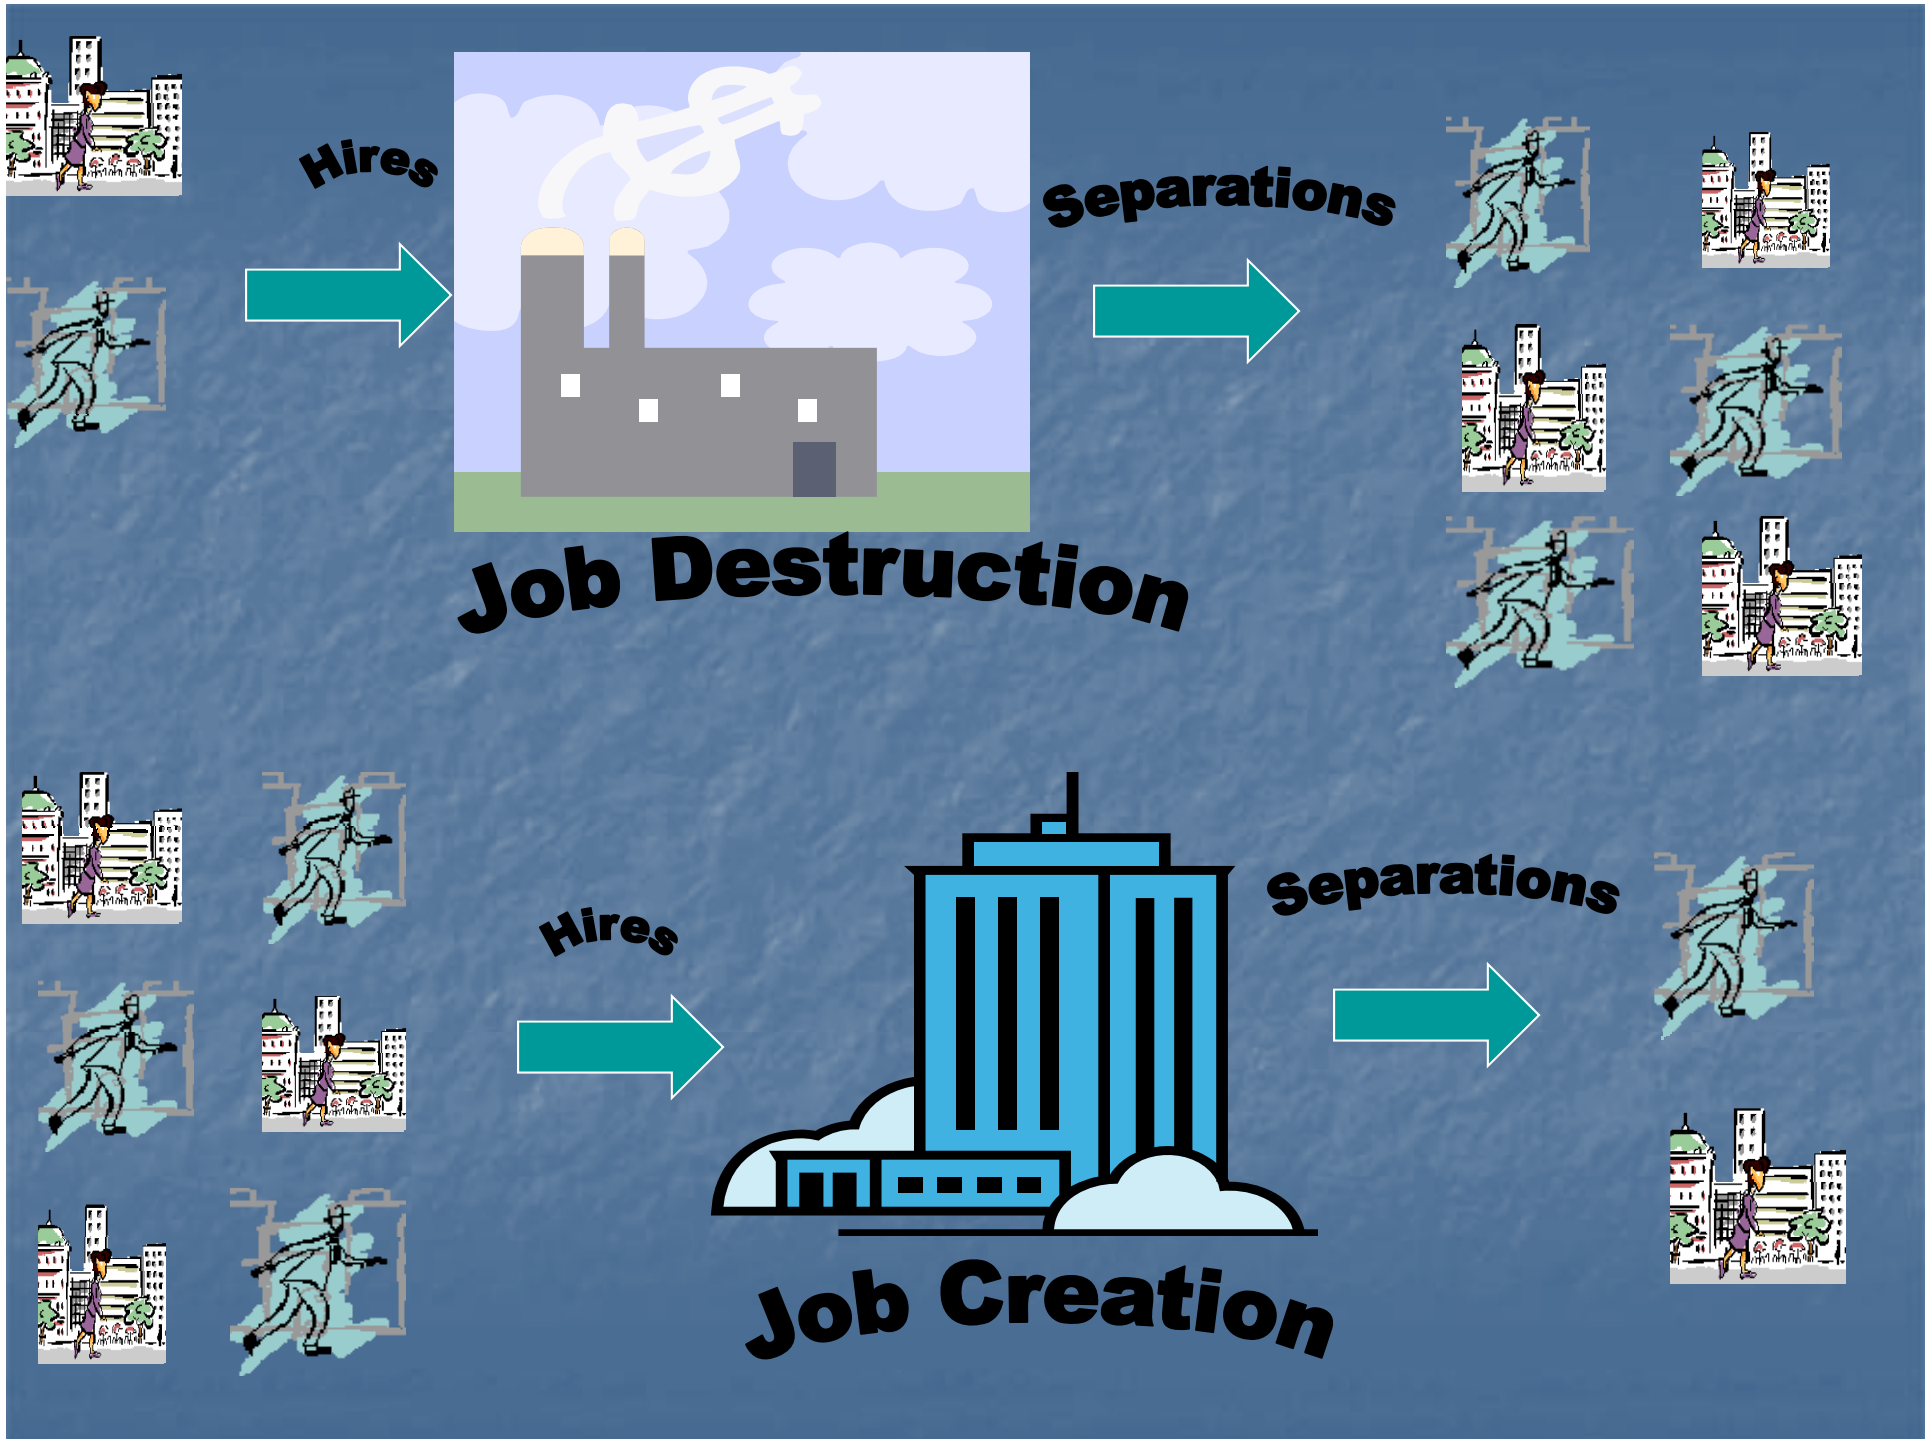 Hires
Separations
Job Destruction
Hires
Separations
Job Creation